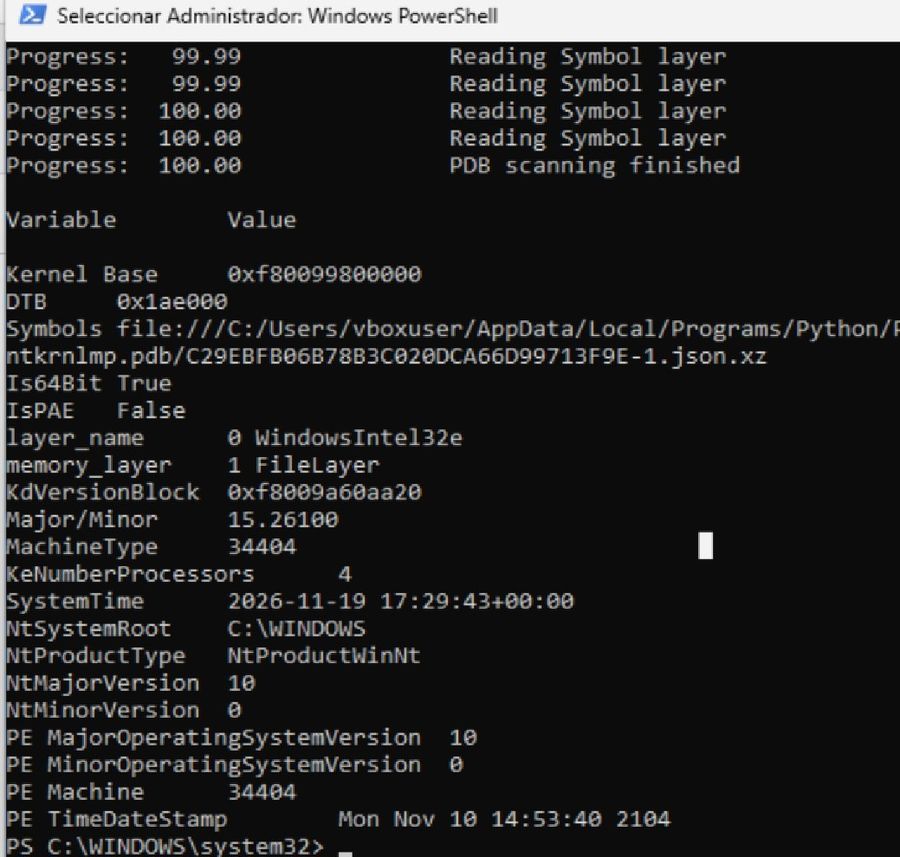 Seleccionar Administrador: Windows PowerShell
Progress:   99.99               Reading Symbol layer
Progress:   99.99               Reading Symbol layer
Progress:  100.00               Reading Symbol layer
Progress:  100.00               Reading Symbol layer
Progress:  100.00               PDB scanning finished
Variable        Value
Kernel Base     0xf80099800000
DTB     0x1ae000
Symbols file:///C:/Users/vboxuser/AppData/Local/Programs/Python/
ntkrnlmp.pdb/C29EBFB06B78B3C020DCA66D99713F9E-1.json.xz
Is64Bit True
IsPAE   False
layer_name      0 WindowsIntel32e
memory_layer    1 FileLayer
KdVersionBlock  0xf8009a60aa20
Major/Minor     15.26100
MachineType     34404
KeNumberProcessors      4
SystemTime      2026-11-19 17:29:43+00:00
NtSystemRoot    C:\WINDOWS
NtProductType   NtProductWinNt
NtMajorVersion  10
NtMinorVersion  0
PE MajorOperatingSystemVersion  10
PE MinorOperatingSystemVersion  0
PE Machine      34404
PE TimeDateStamp        Mon Nov 10 14:53:40 2104
PS C:\WINDOWS\system32>